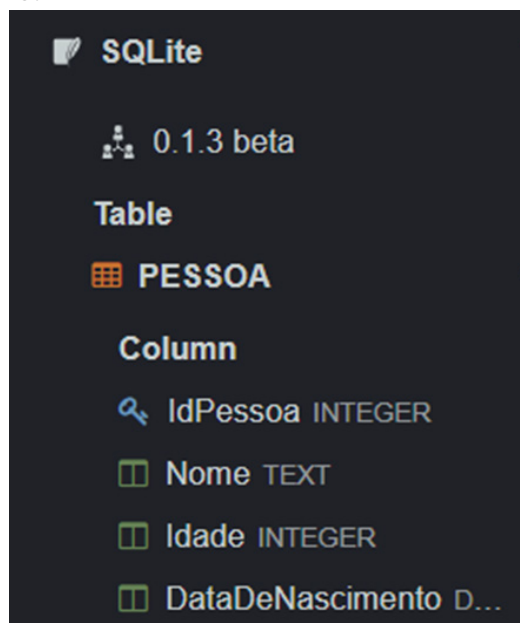 SQLite
0.1.3 beta
Table
PESSOA
Column
IdPessoa INTEGER
Nome TEXT
Idade INTEGER
DataDeNascimento D...